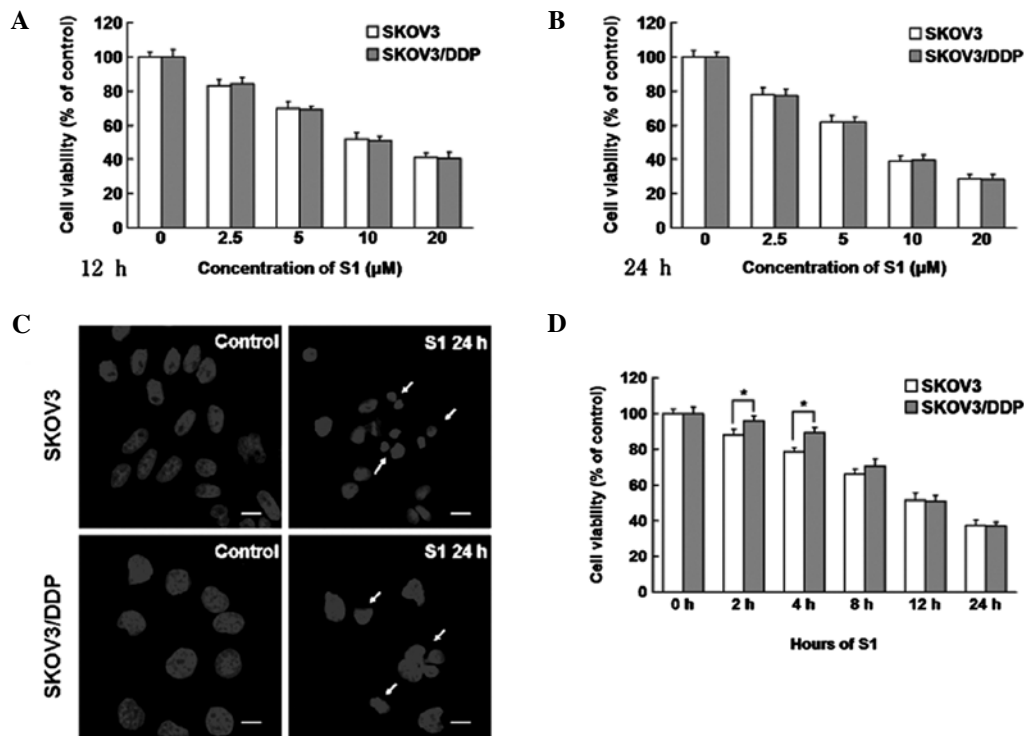 A
120
100
80
60
40
20
0
Cell viability (% of control)
SKOV3
SKOV3/DDP
0 2.5 5 10 20
12 h
Concentration of S1 (μM)
B
120
100
80
60
40
20
0
Cell viability (% of control)
SKOV3
SKOV3/DDP
0 2.5 5 10 20
24 h
Concentration of S1 (μM)
C
SKOV3
Control
S1 24 h
SKOV3/DDP
Control
S1 24 h
D
120
100
80
60
40
20
0
Cell viability (% of control)
SKOV3
SKOV3/DDP
* *
0 h 2 h 4 h 8 h 12 h 24 h
Hours of S1